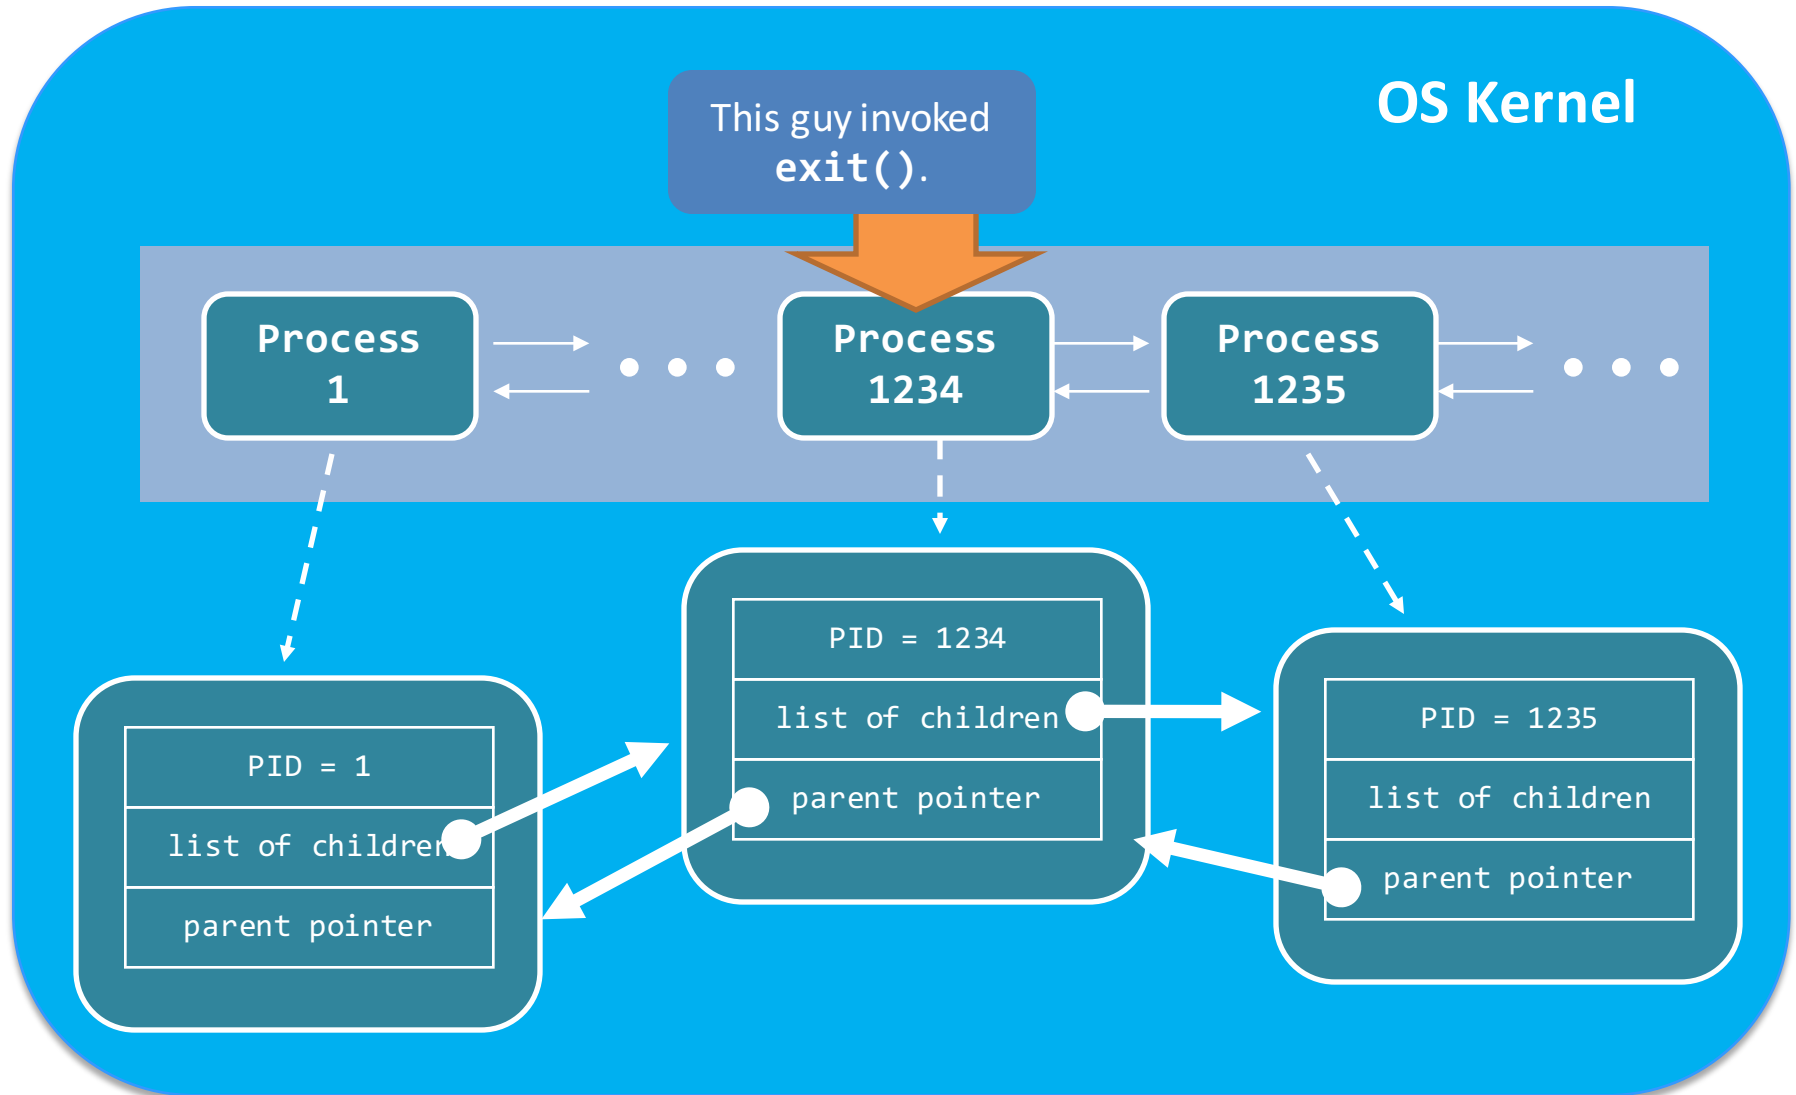 OS Kernel
This guy invoked
exit().
Process
1
Process
1234
Process
1235
PID = 1
list of children
parent pointer
PID = 1234
list of children
parent pointer
PID = 1235
list of children
parent pointer